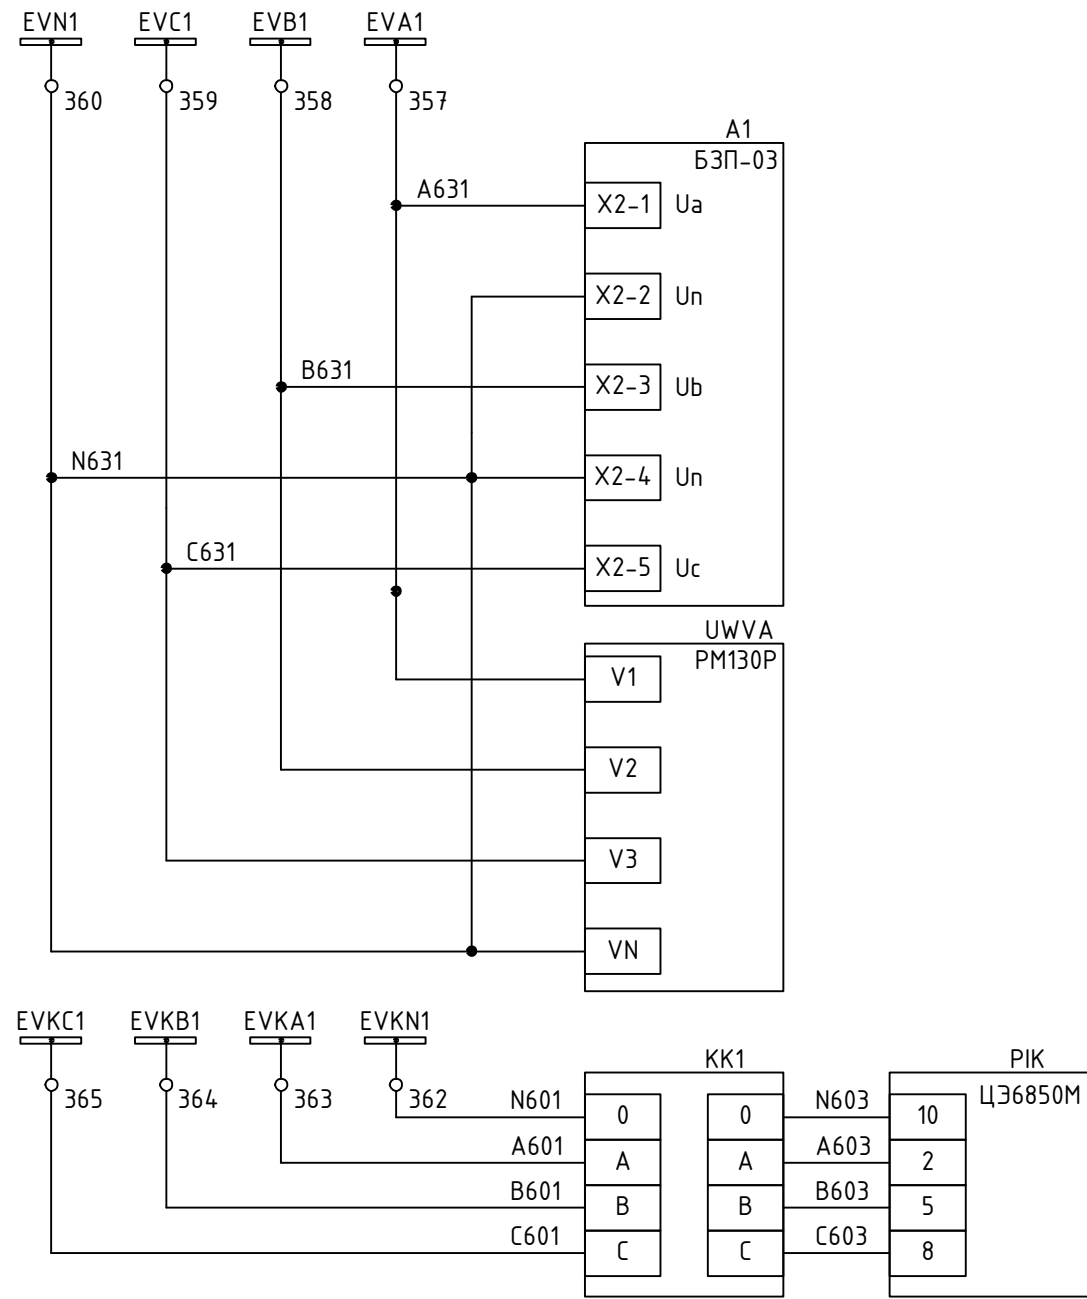 EVN1 EVC1 EVB1 EVA1
360 359 358 357
A1
БЗП-03
A631
X2-1 Ua
X2-2 Un
B631
X2-3 Ub
N631
X2-4 Un
C631
X2-5 Uc
UWVA
PM130P
V1
V2
V3
VN
EVKC1 EVKB1 EVKA1 EVKN1
365 364 363 362
KK1
PIK
ЦЭ6850М
N601 0 0 N603 10
A601 A A A603 2
B601 B B B603 5
C601 C C C603 8